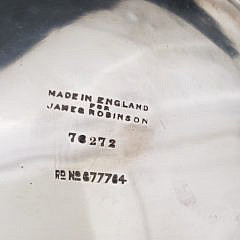 MADE IN ENGLAND
FOR
JAMES ROBINSON
76272
RD NO 677764